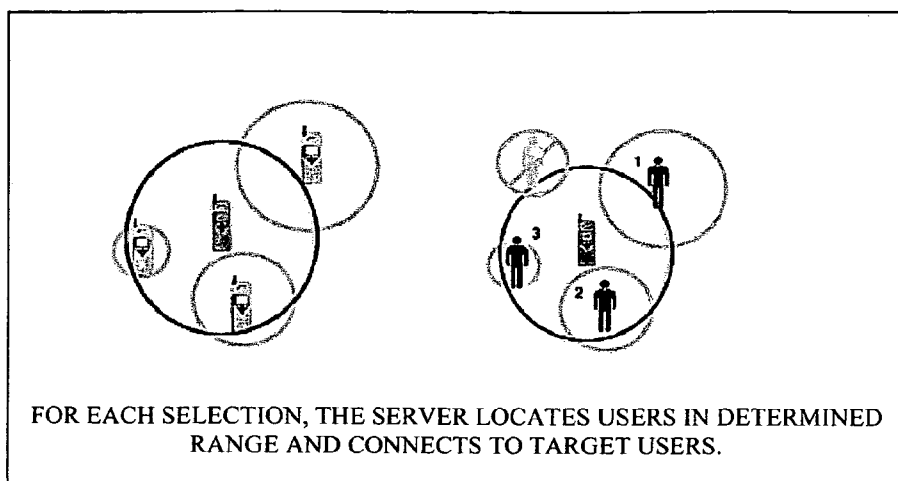 1
3
2
FOR EACH SELECTION, THE SERVER LOCATES USERS IN DETERMINED
RANGE AND CONNECTS TO TARGET USERS.